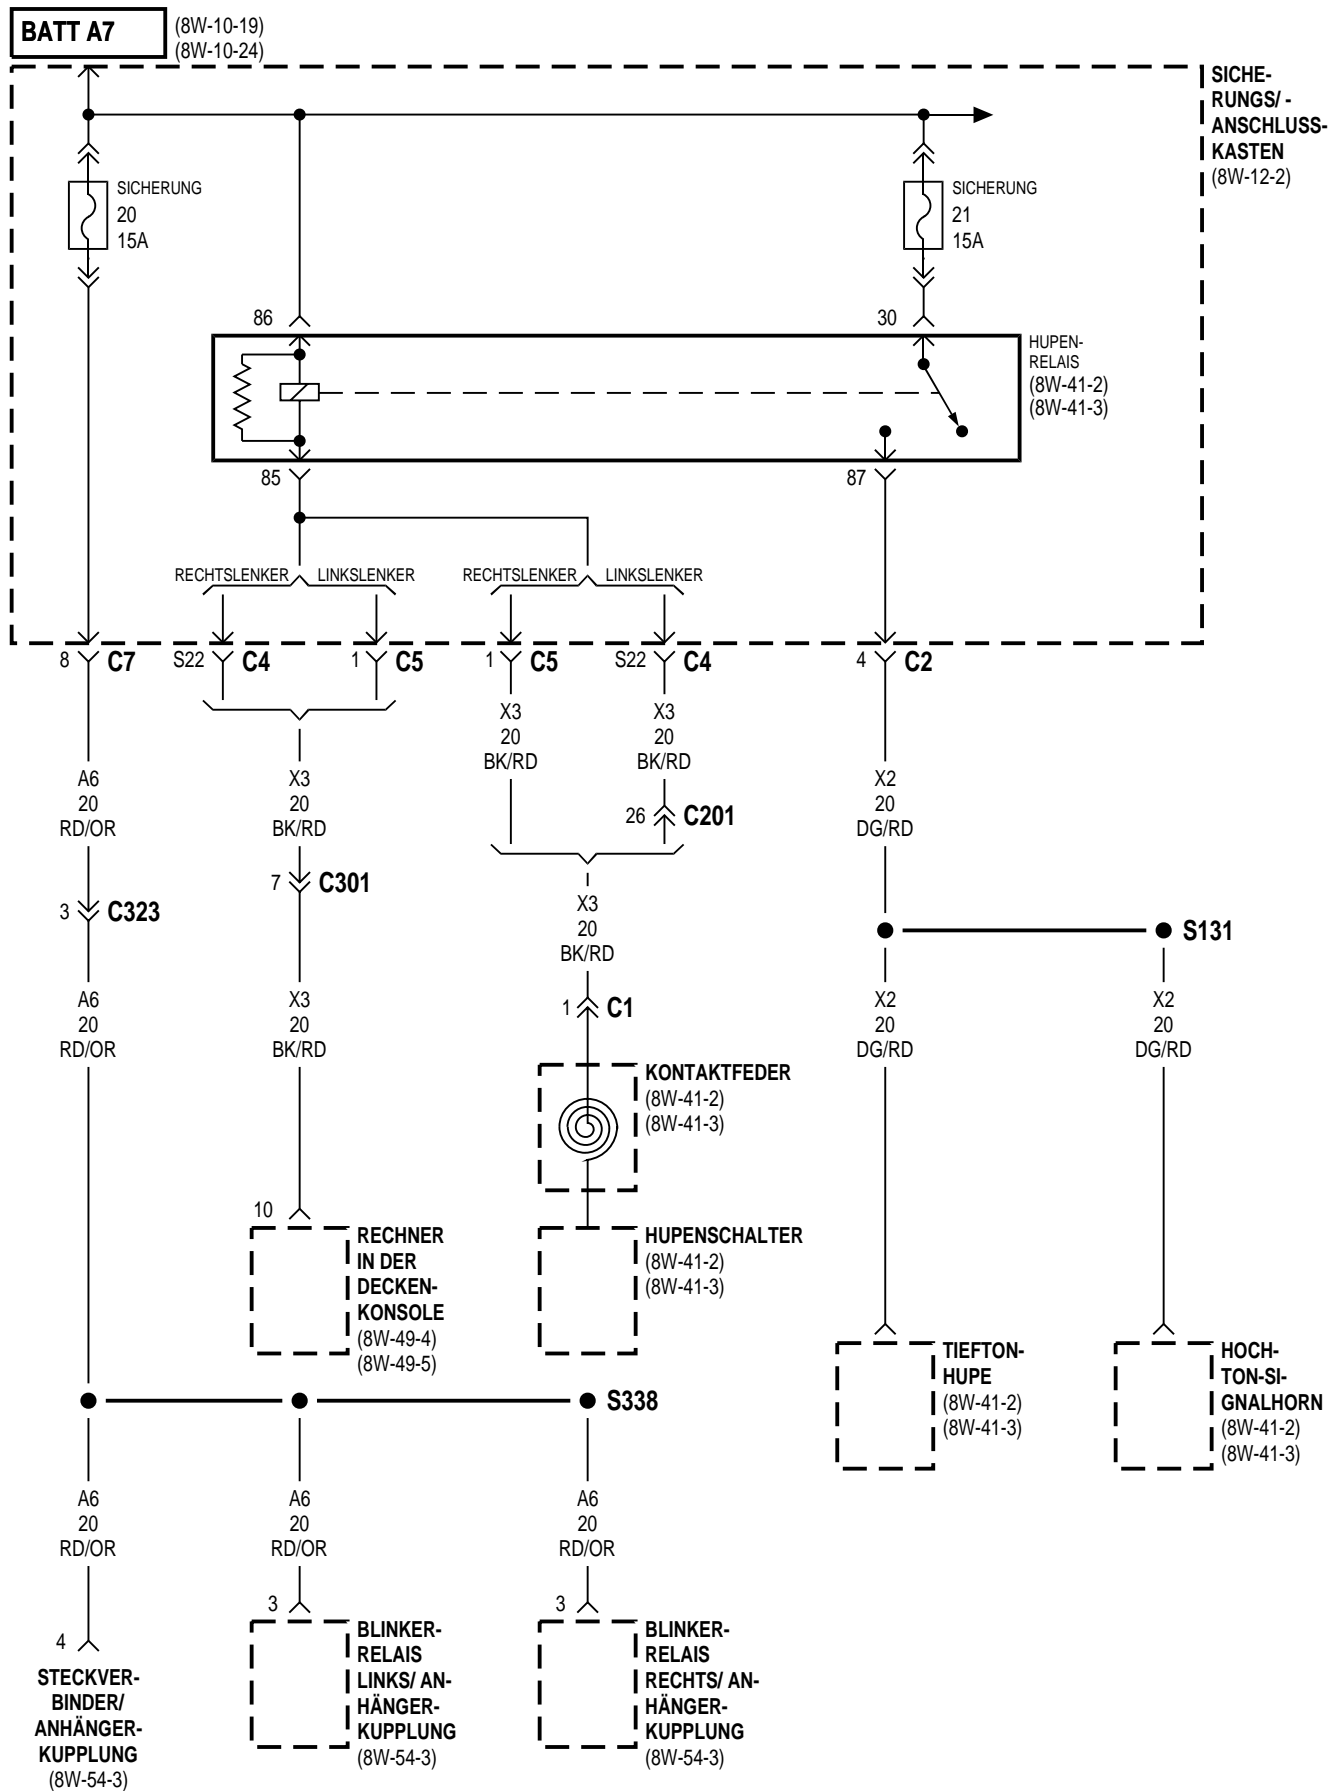 BATT A7
(8W-10-19)
(8W-10-24)
SICHE-
RUNGS/ -
ANSCHLUSS-
KASTEN
(8W-12-2)
SICHERUNG
20
15A
SICHERUNG
21
15A
86
30
HUPEN-
RELAIS
(8W-41-2)
(8W-41-3)
85
87
RECHTSLENKER
LINKSLENKER
RECHTSLENKER
LINKSLENKER
8
C7
S22
C4
1
C5
1
C5
S22
C4
4
C2
X3
20
BK/RD
X3
20
BK/RD
A6
20
RD/OR
X3
20
BK/RD
X2
20
DG/RD
26
C201
7
C301
3
C323
X3
20
BK/RD
S131
A6
20
RD/OR
X3
20
BK/RD
1
C1
X2
20
DG/RD
X2
20
DG/RD
KONTAKTFEDER
(8W-41-2)
(8W-41-3)
10
RECHNER
IN DER
DECKEN-
KONSOLE
(8W-49-4)
(8W-49-5)
HUPENSCHALTER
(8W-41-2)
(8W-41-3)
TIEFTON-
HUPE
(8W-41-2)
(8W-41-3)
HOCH-
TON-SI-
GNALHORN
(8W-41-2)
(8W-41-3)
S338
A6
20
RD/OR
A6
20
RD/OR
A6
20
RD/OR
4
STECKVER-
BINDER/
ANHÄNGER-
KUPPLUNG
(8W-54-3)
3
BLINKER-
RELAIS
LINKS/ AN-
HÄNGER-
KUPPLUNG
(8W-54-3)
3
BLINKER-
RELAIS
RECHTS/ AN-
HÄNGER-
KUPPLUNG
(8W-54-3)